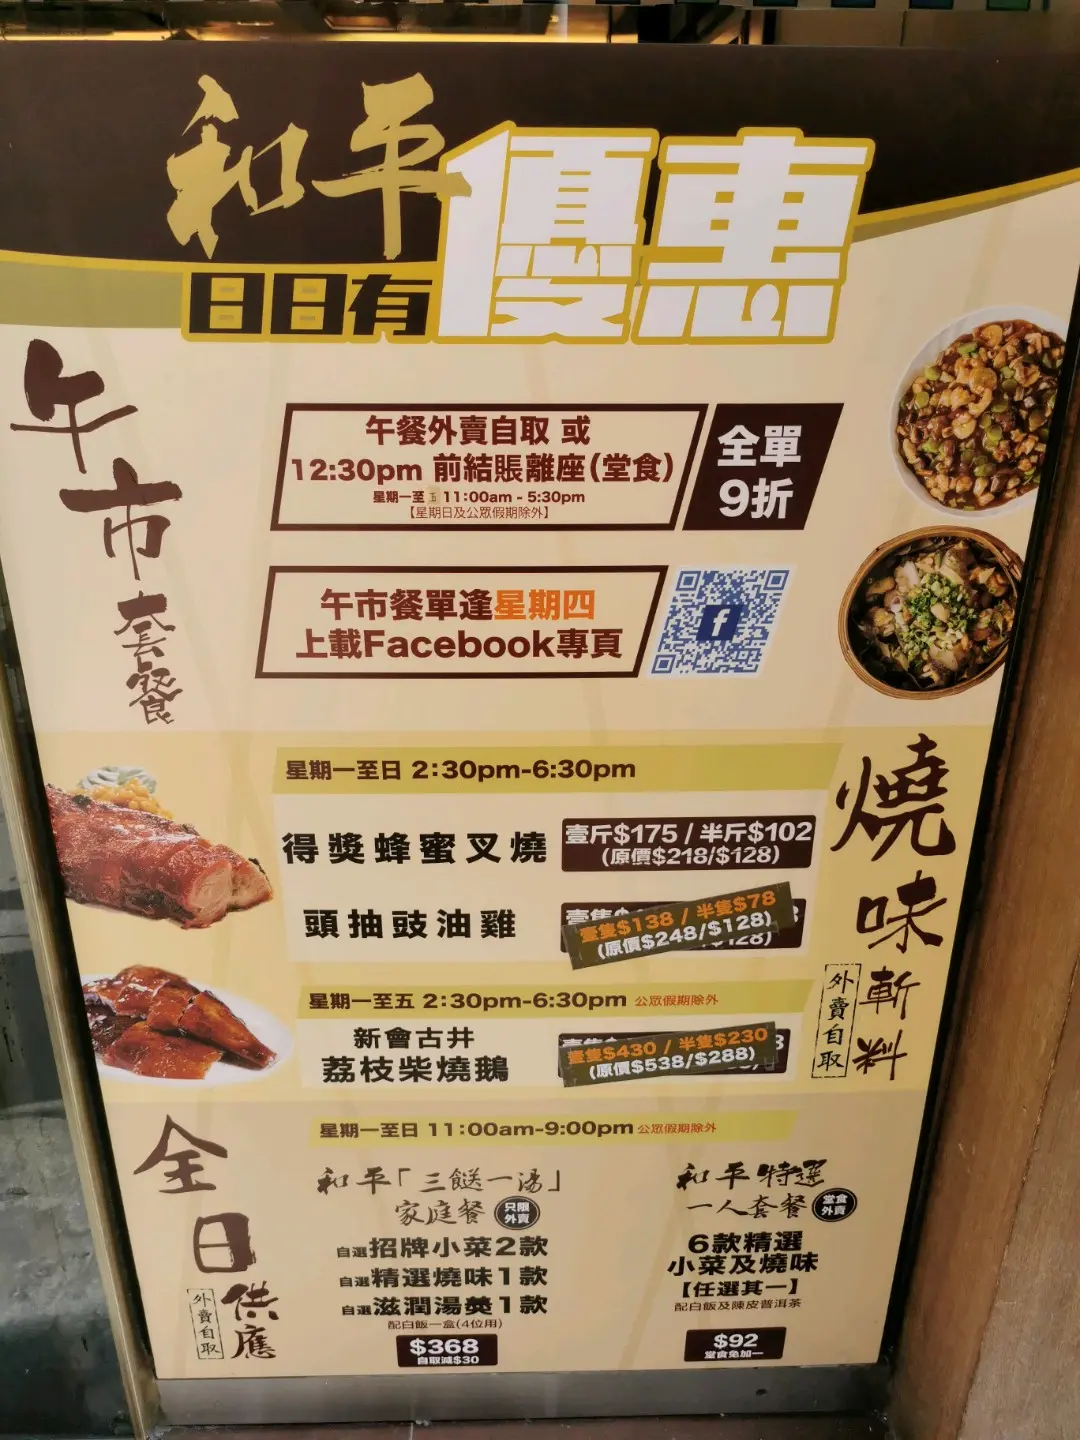 和平
日日有優惠
午市套餐
午餐外賣自取 或
12:30pm 前結賬離座(堂食)
星期一至五 11:00am - 5:30pm
【星期日及公眾假期除外】
全單
9折
午市餐單逢星期四
上載Facebook專頁
f
燒味斬料
外賣自取
星期一至日 2:30pm-6:30pm
得獎蜂蜜叉燒
壹斤$175 / 半斤$102
(原價$218/$128)
頭抽豉油雞
壹隻$138 / 半隻$78
(原價$248/$128)
星期一至五 2:30pm-6:30pm 公眾假期除外
新會古井
荔枝柴燒鵝
壹隻$430 / 半隻$230
(原價$538/$288)
全日供應
外賣自取
星期一至日 11:00am-9:00pm 公眾假期除外
和平「三餸一湯」
家庭餐 只限外賣
自選招牌小菜2款
自選精選燒味1款
自選滋潤湯羹1款
配白飯一盒(4位用)
$368
自取減$30
和平特選
一人套餐 堂食外賣
6款精選
小菜及燒味
【任選其一】
配白飯及陳皮普洱茶
$92
堂食免加一